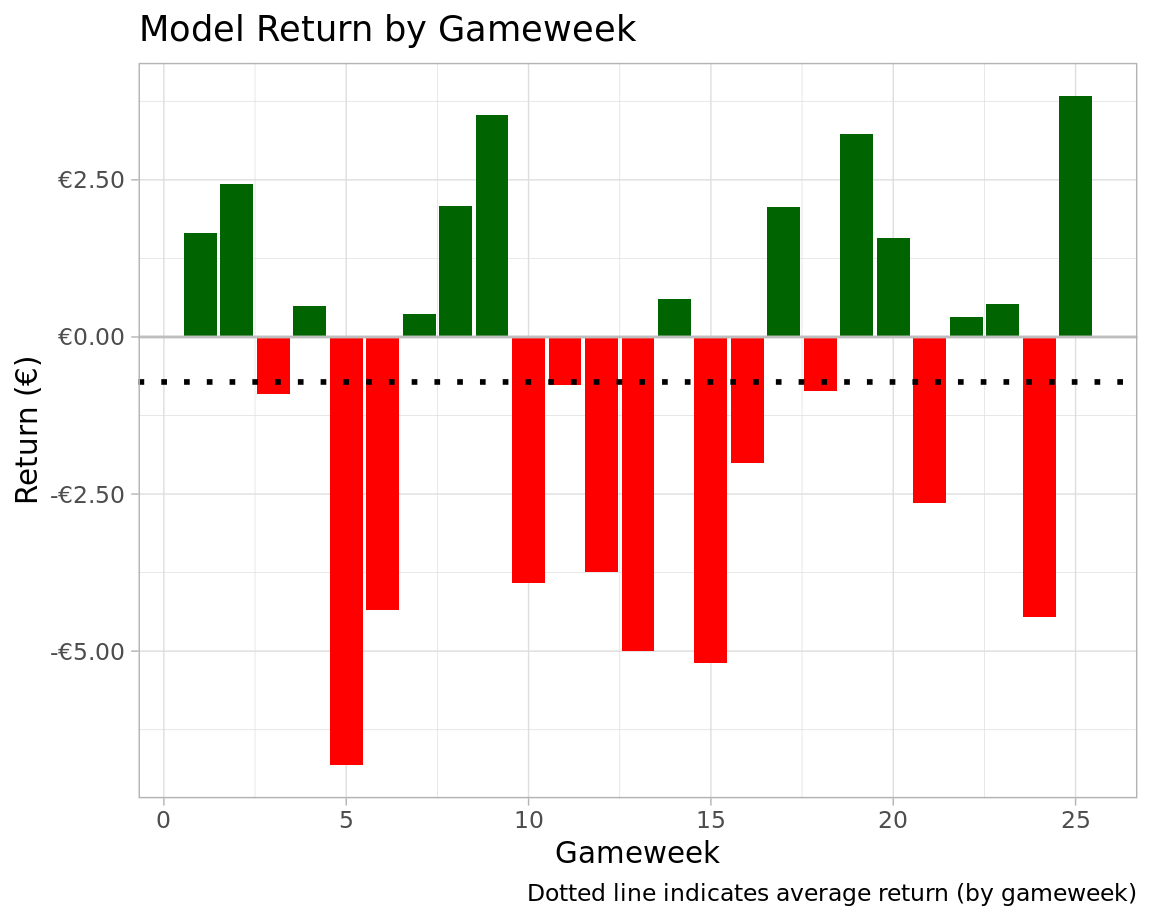 Model Return by Gameweek
€2.50
€0.00
-€2.50
-€5.00
Return (€)
0 5 10 15 20 25
Gameweek
Dotted line indicates average return (by gameweek)